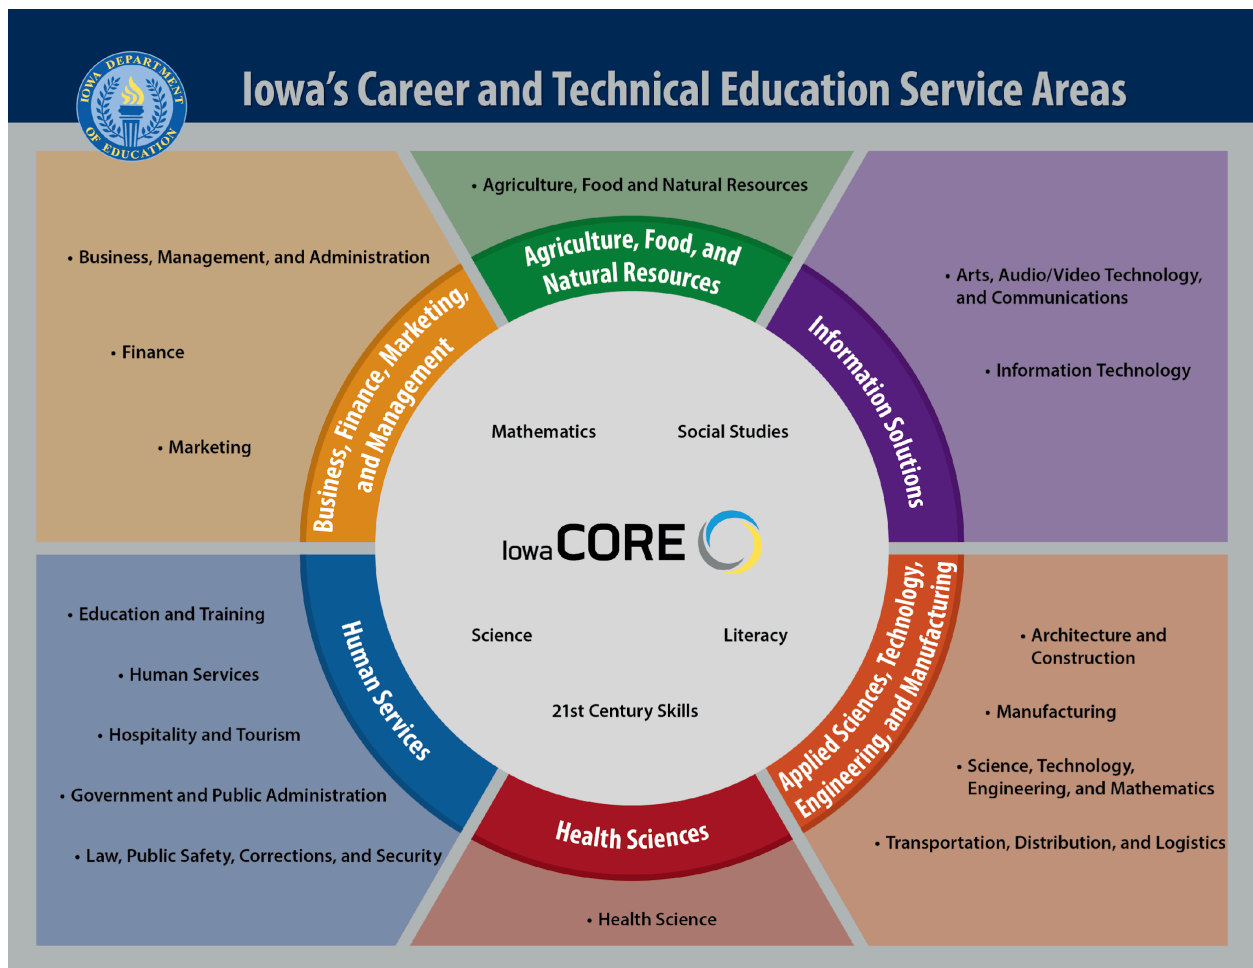 IOWA DEPARTMENT
OF EDUCATION
Iowa's Career and Technical Education Service Areas
• Agriculture, Food and Natural Resources
Agriculture, Food, and
Natural Resources
• Business, Management, and Administration
• Finance
• Marketing
Business, Finance, Marketing,
and Management
• Arts, Audio/Video Technology,
and Communications
• Information Technology
Information Solutions
Mathematics
Social Studies
Iowa CORE
Science
Literacy
21st Century Skills
• Education and Training
• Human Services
• Hospitality and Tourism
• Government and Public Administration
• Law, Public Safety, Corrections, and Security
Human Services
Applied Sciences, Technology,
Engineering, and Manufacturing
• Architecture and
Construction
• Manufacturing
• Science, Technology,
Engineering, and Mathematics
• Transportation, Distribution, and Logistics
Health Sciences
• Health Science